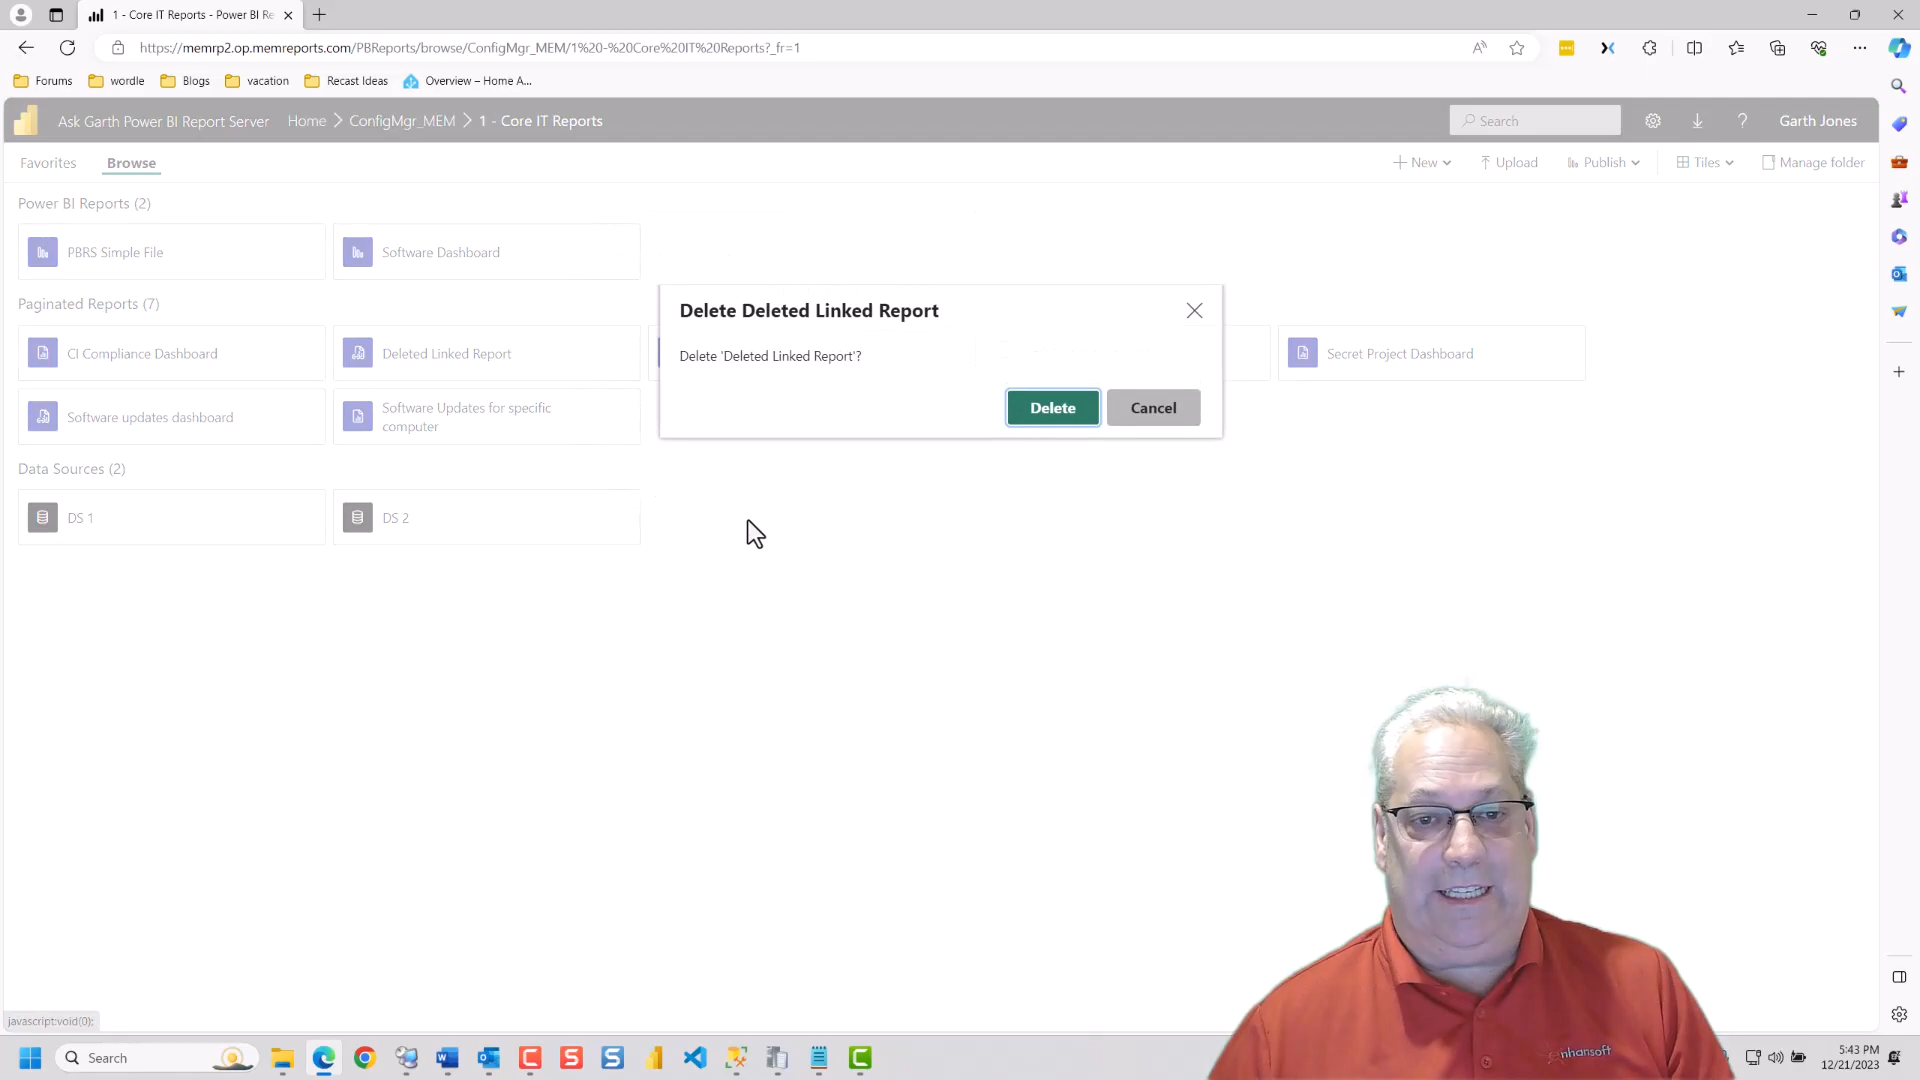 1 - Core IT Reports - Power BI Re
https://memrp2.op.memreports.com/PBReports/browse/ConfigMgr_MEM/1%20-%20Core%20IT%20Reports?_fr=1
Forums
wordle
Blogs
vacation
Recast Ideas
Overview – Home A...
Ask Garth Power BI Report Server
Home > ConfigMgr_MEM > 1 - Core IT Reports
Search
Garth Jones
Favorites
Browse
New
Upload
Publish
Tiles
Manage folder
Power BI Reports (2)
PBRS Simple File
Software Dashboard
Paginated Reports (7)
Delete Deleted Linked Report
Delete 'Deleted Linked Report'?
Delete
Cancel
CI Compliance Dashboard
Deleted Linked Report
Secret Project Dashboard
Software updates dashboard
Software Updates for specific
computer
Data Sources (2)
DS 1
DS 2
javascript:void(0);
Search
5:43 PM
12/21/2023
enhansoft